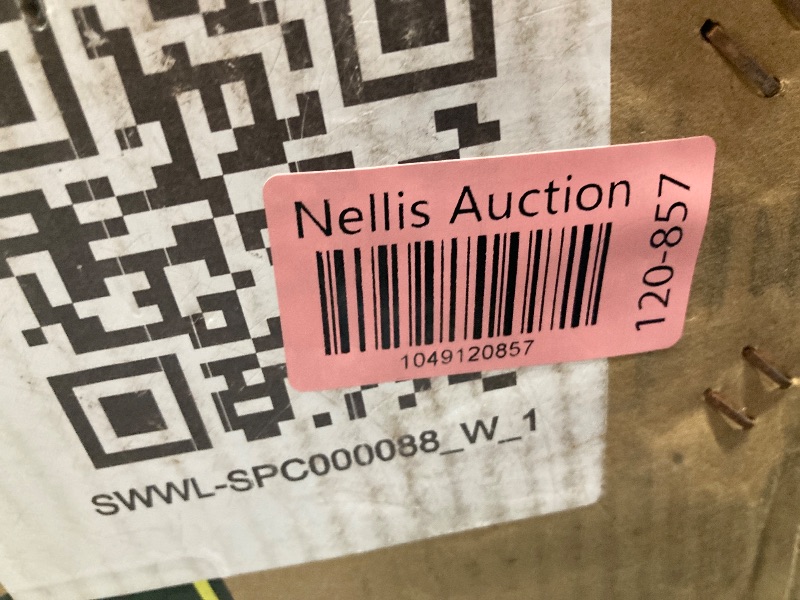 Nellis Auction
120-857
1049120857
SWWL-SPC000088_W_1